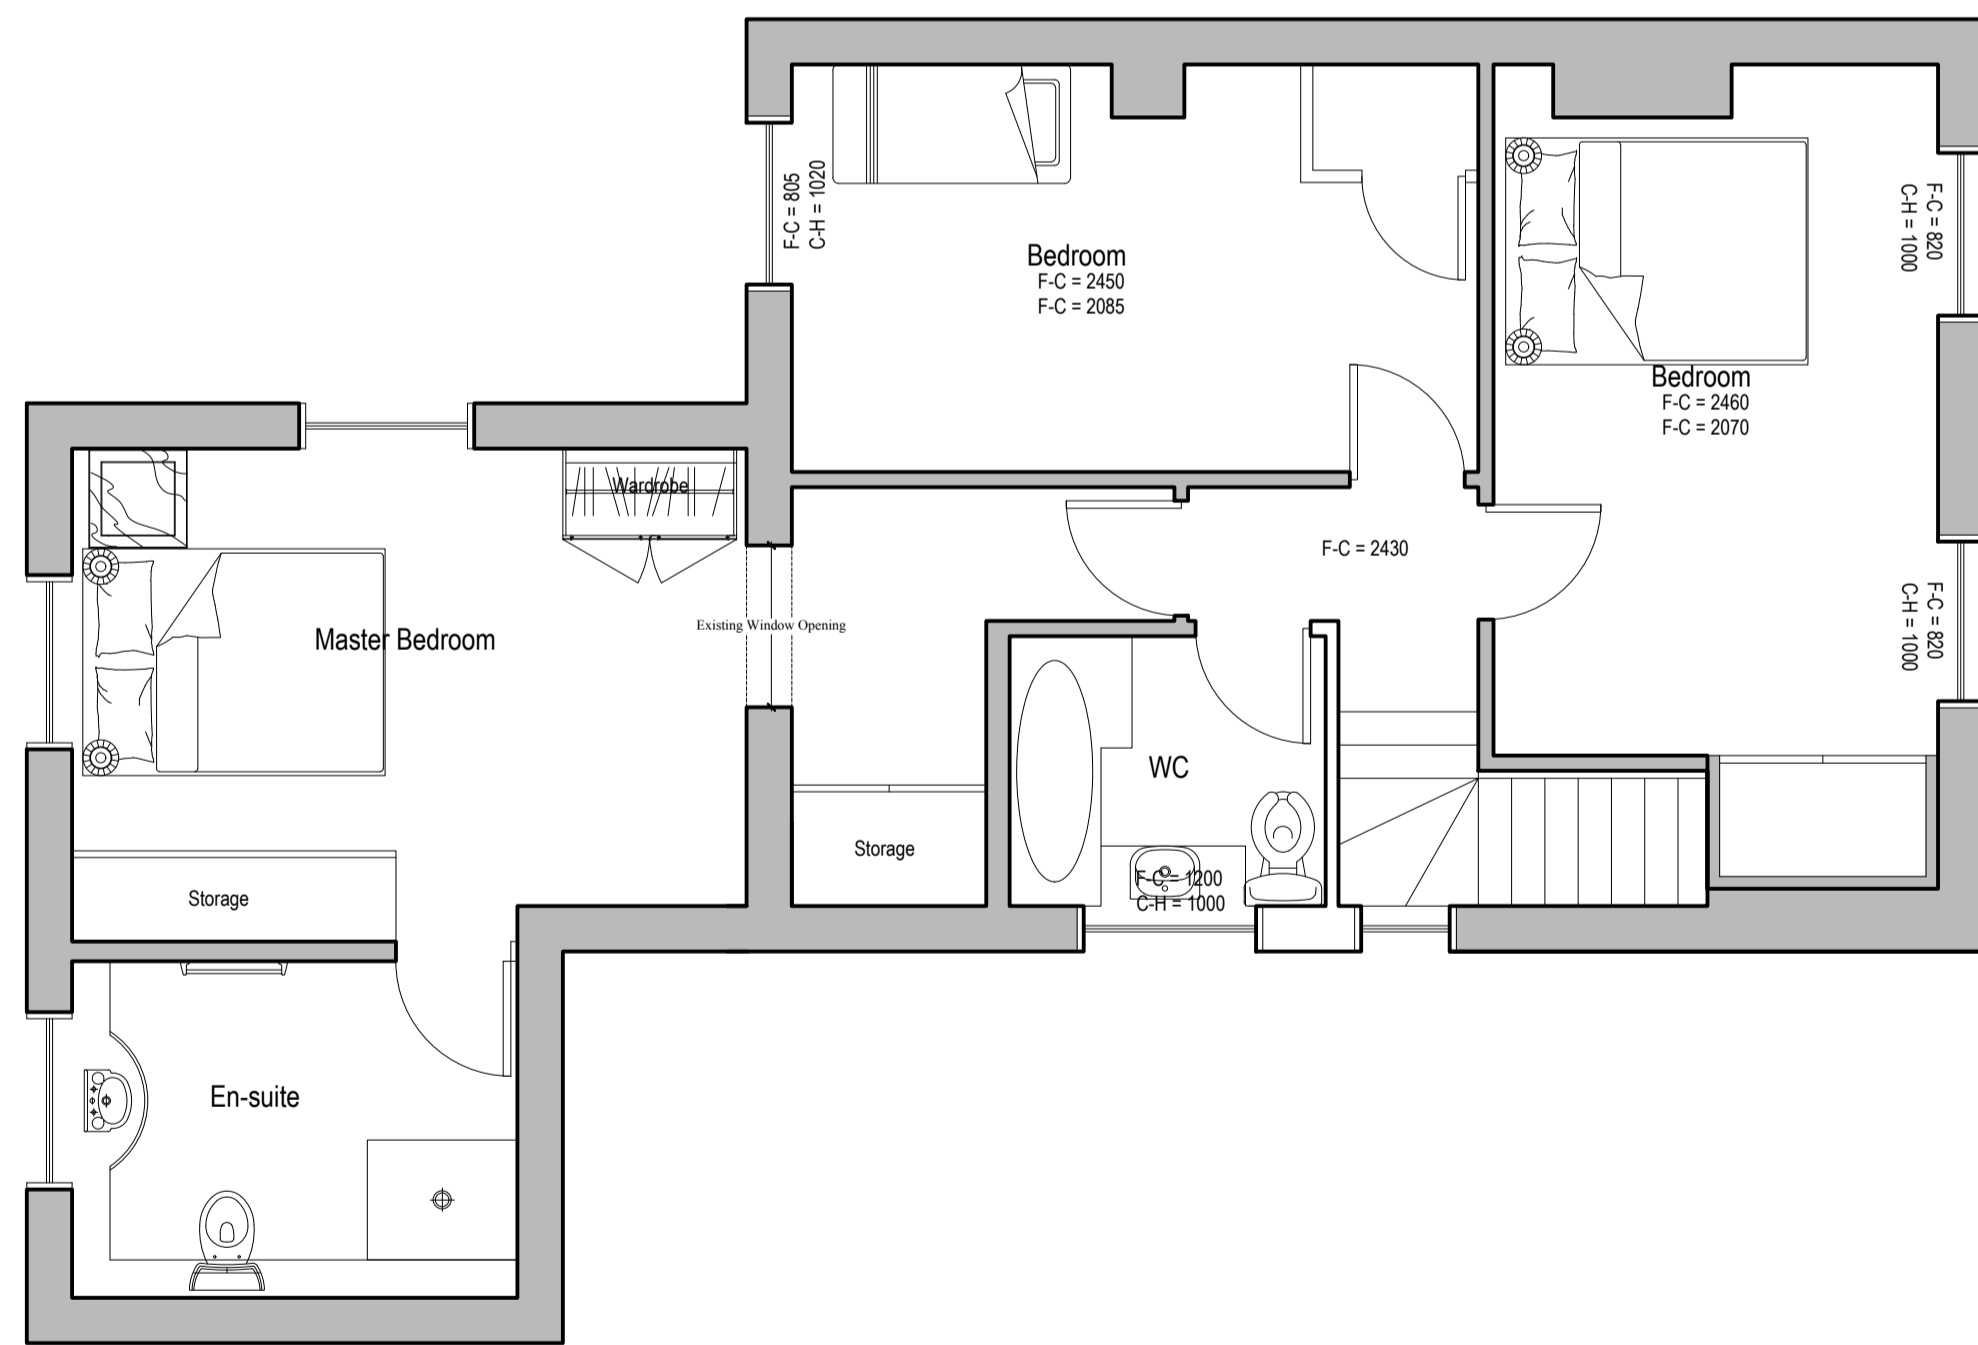 F-C = 805
C-H = 1020
Bedroom
F-C = 2450
F-C = 2085
F-C = 820
C-H = 1000
Bedroom
F-C = 2460
F-C = 2070
Wardrobe
F-C = 2430
Existing Window Opening
Master Bedroom
F-C = 820
C-H = 1000
WC
Storage
F-C = 1200
C-H = 1000
Storage
En-suite